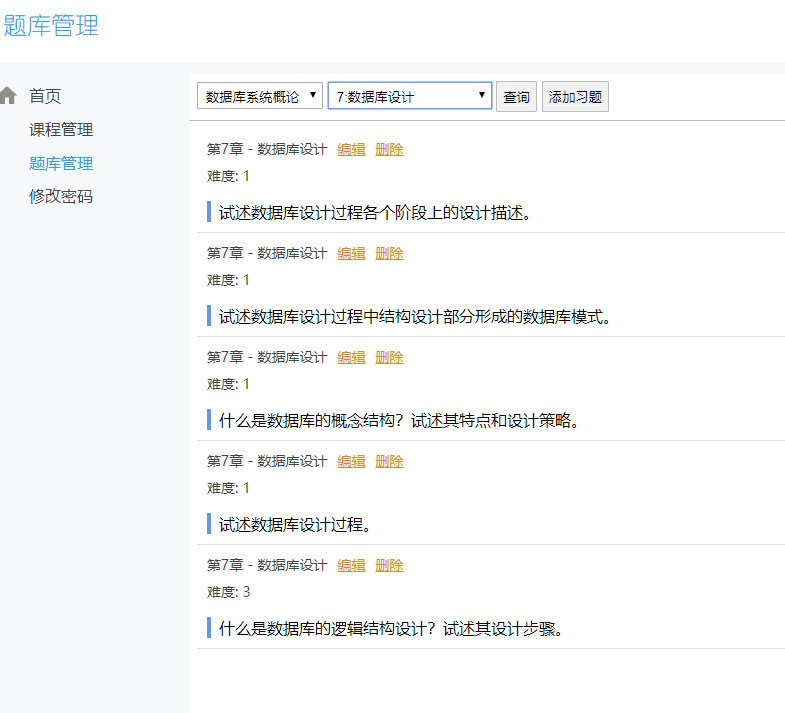 题库管理
首页
课程管理
题库管理
修改密码
数据库系统概论 7:数据库设计 查询 添加习题
第7章 - 数据库设计 编辑 删除
难度: 1
试述数据库设计过程各个阶段上的设计描述。
第7章 - 数据库设计 编辑 删除
难度: 1
试述数据库设计过程中结构设计部分形成的数据库模式。
第7章 - 数据库设计 编辑 删除
难度: 1
什么是数据库的概念结构？试述其特点和设计策略。
第7章 - 数据库设计 编辑 删除
难度: 1
试述数据库设计过程。
第7章 - 数据库设计 编辑 删除
难度: 3
什么是数据库的逻辑结构设计？试述其设计步骤。